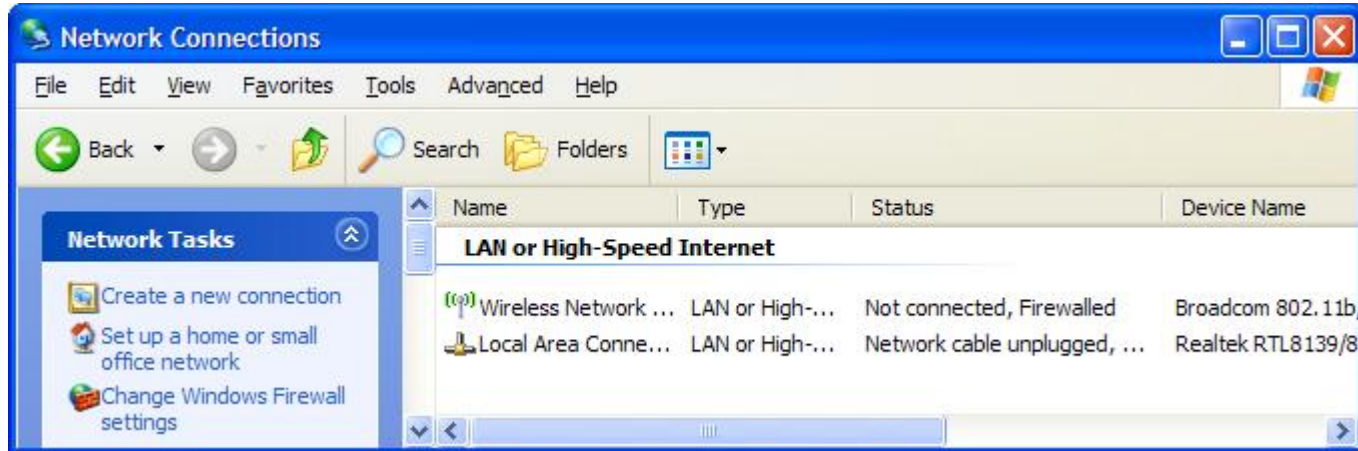 Network Connections
File Edit View Favorites Tools Advanced Help
Back Search Folders
Name Type Status Device Name
Network Tasks
LAN or High-Speed Internet
Create a new connection
Set up a home or small
office network
Change Windows Firewall
settings
Wireless Network ... LAN or High-... Not connected, Firewalled Broadcom 802.11b,
Local Area Conne... LAN or High-... Network cable unplugged, ... Realtek RTL8139/8